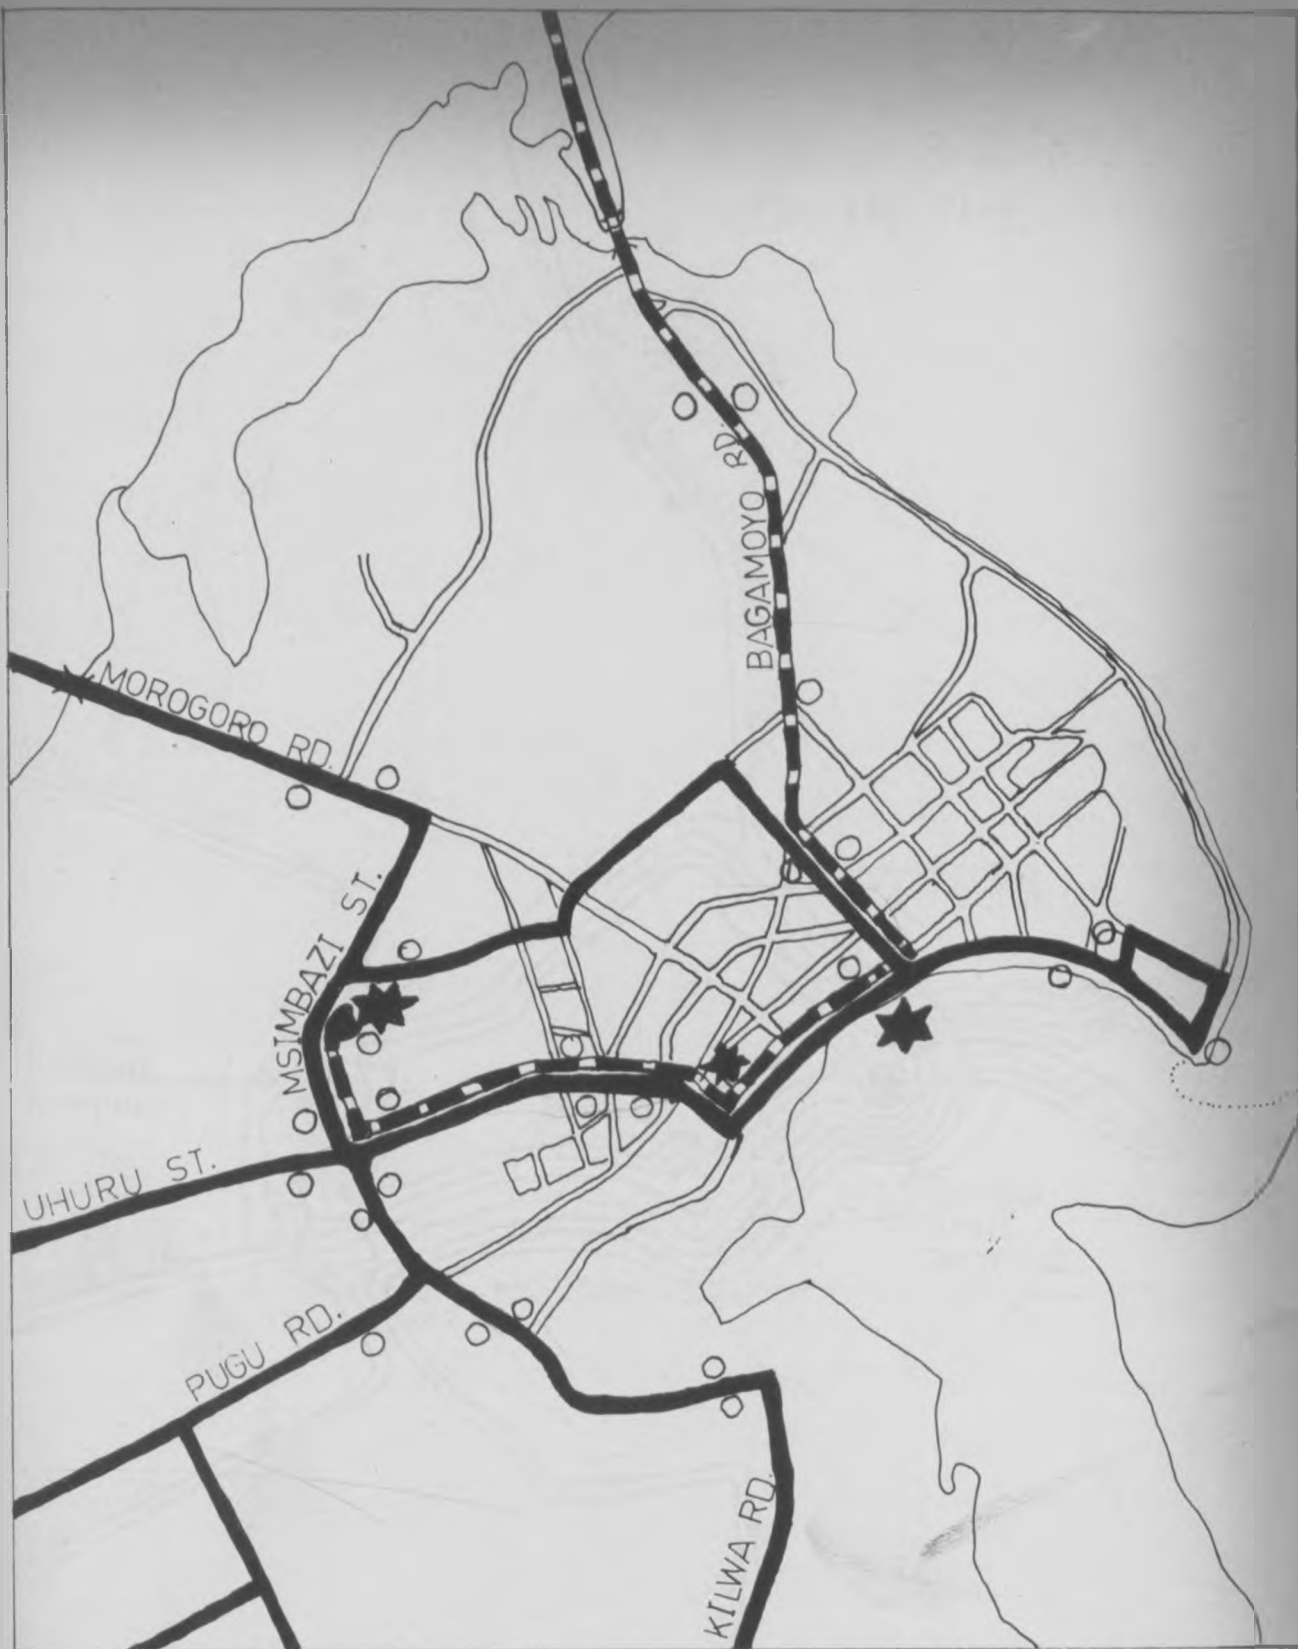 BAGAMOYO RD.
MOROGORO RD.
MSIMBAZI ST.
UHURU ST.
PUGU RD.
KILWA RD.